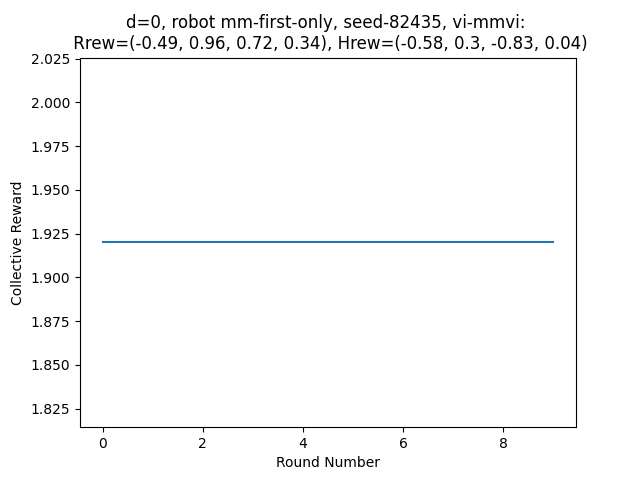 d=0, robot mm-first-only, seed-82435, vi-mmvi:
Rrew=(-0.49, 0.96, 0.72, 0.34), Hrew=(-0.58, 0.3, -0.83, 0.04)
2.025
2.000
1.975
1.950
1.925
1.900
1.875
1.850
1.825
Collective Reward
0 2 4 6 8
Round Number